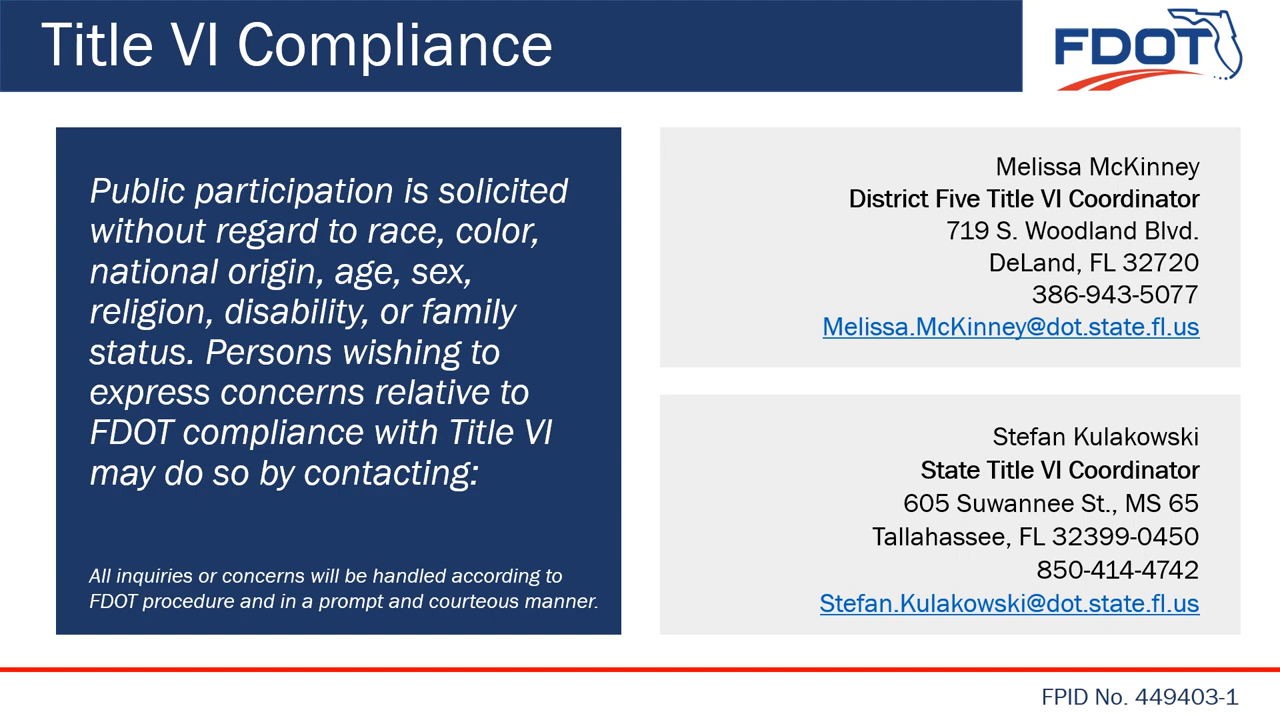 Title VI Compliance
FDOT
Public participation is solicited
without regard to race, color,
national origin, age, sex,
religion, disability, or family
status. Persons wishing to
express concerns relative to
FDOT compliance with Title VI
may do so by contacting:
All inquiries or concerns will be handled according to
FDOT procedure and in a prompt and courteous manner.
Melissa McKinney
District Five Title VI Coordinator
719 S. Woodland Blvd.
DeLand, FL 32720
386-943-5077
Melissa.McKinney@dot.state.fl.us
Stefan Kulakowski
State Title VI Coordinator
605 Suwannee St., MS 65
Tallahassee, FL 32399-0450
850-414-4742
Stefan.Kulakowski@dot.state.fl.us
FPID No. 449403-1